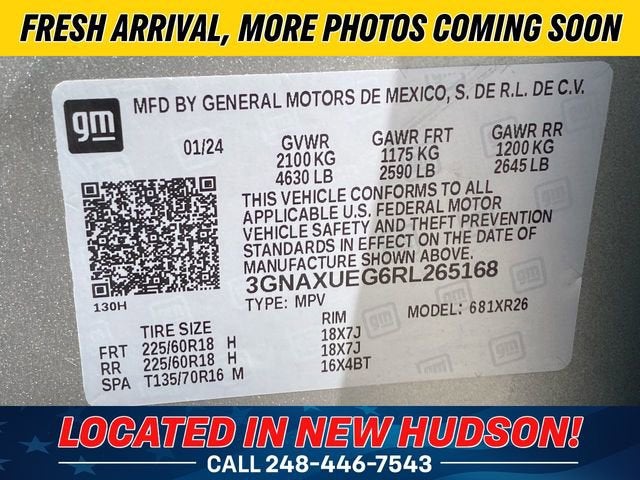 FRESH ARRIVAL, MORE PHOTOS COMING SOON
gm
MFD BY GENERAL MOTORS DE MEXICO, S. DE R.L. DE C.V.
01/24 GVWR GAWR FRT GAWR RR
2100 KG 1175 KG 1200 KG
4630 LB 2590 LB 2645 LB
THIS VEHICLE CONFORMS TO ALL
APPLICABLE U.S. FEDERAL MOTOR
VEHICLE SAFETY AND THEFT PREVENTION
STANDARDS IN EFFECT ON THE DATE OF
MANUFACTURE SHOWN ABOVE.
3GNAXUEG6RL265168
130H TYPE: MPV MODEL: 681XR26
TIRE SIZE RIM
FRT 225/60R18 H 18X7J
RR 225/60R18 H 18X7J
SPA T135/70R16 M 16X4BT
LOCATED IN NEW HUDSON!
CALL 248-446-7543